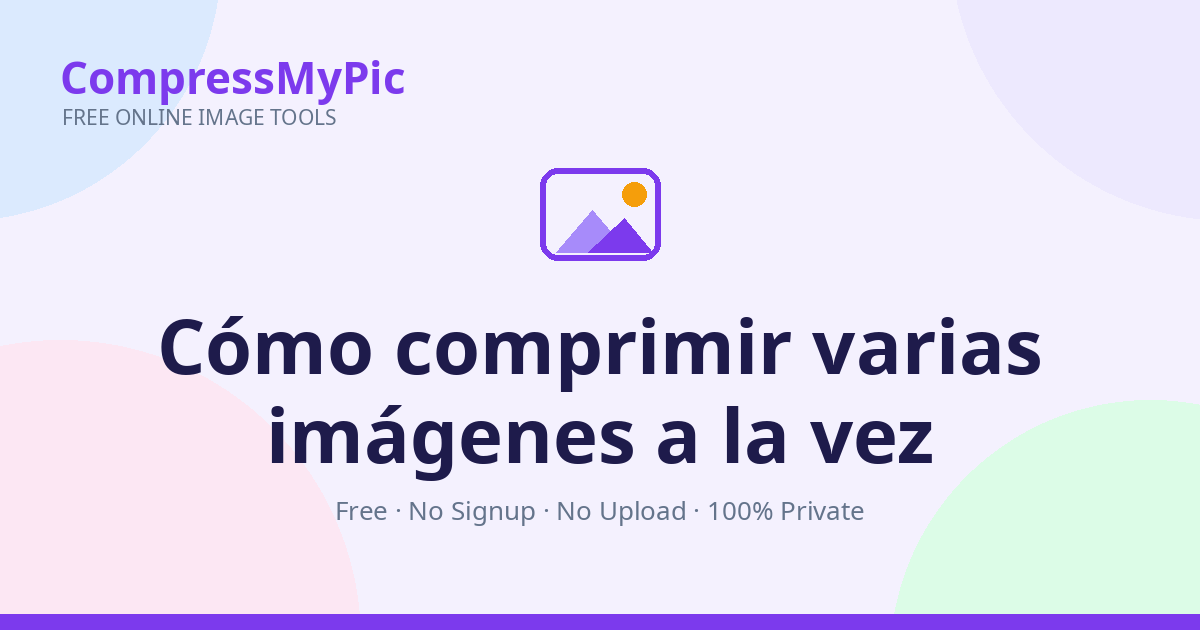 CompressMyPic
FREE ONLINE IMAGE TOOLS
Cómo comprimir varias
imágenes a la vez
Free · No Signup · No Upload · 100% Private